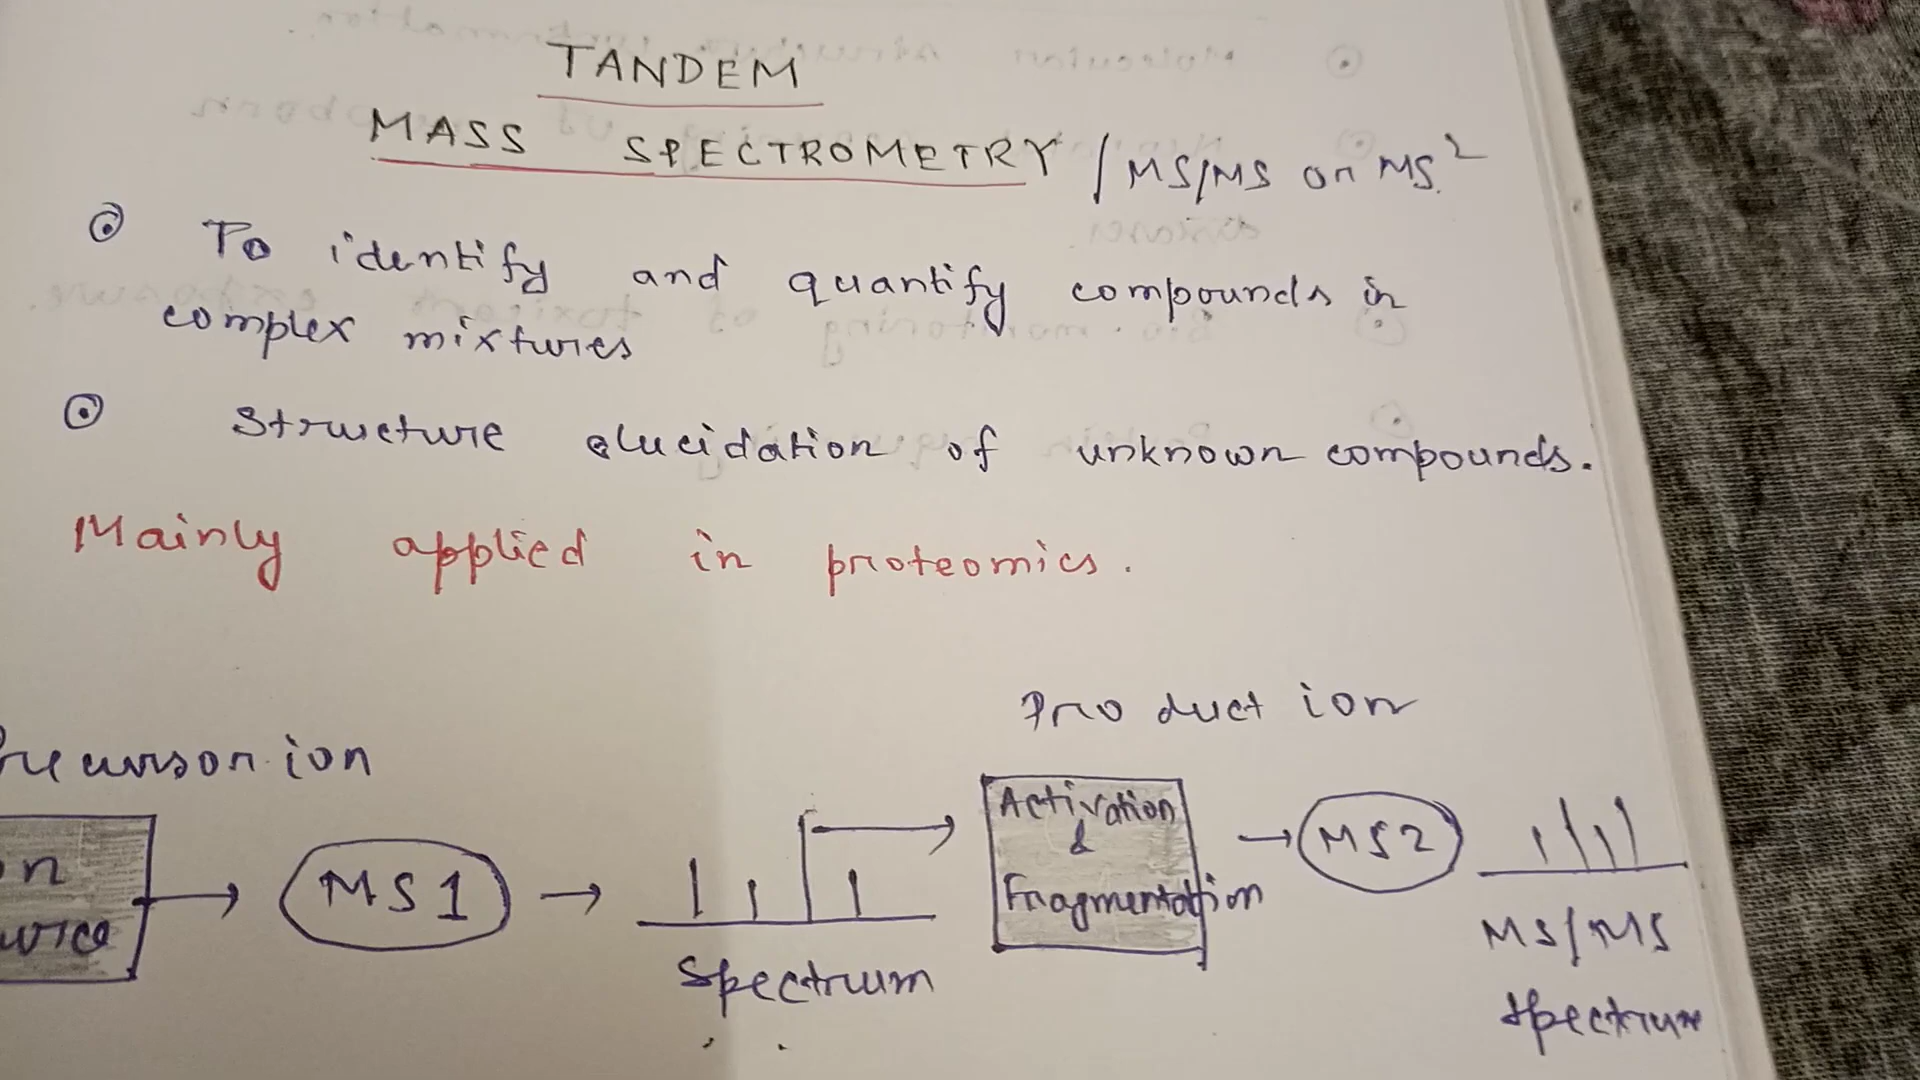 TANDEM
MASS SPECTROMETRY / MS/MS or MS²
To identify and quantify compounds in
complex mixtures
Structure elucidation of unknown compounds.
Mainly applied in proteomics.
Product ion
Precursor ion
Activation
&
Fragmentation
MS1
MS2
Spectrum
MS/MS
Spectrum